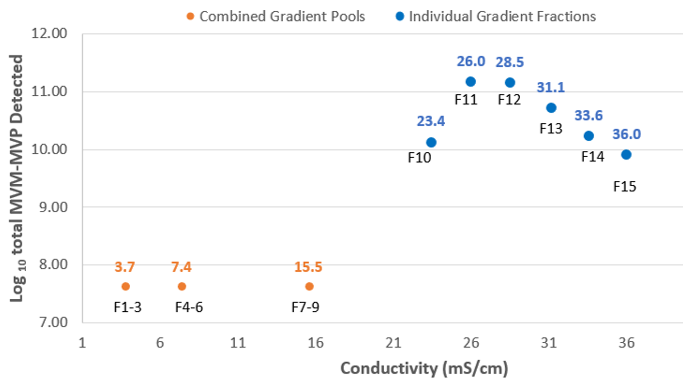 Combined Gradient Pools Individual Gradient Fractions
12.00
11.00
10.00
9.00
8.00
7.00
Log 10 total MVM-MVP Detected
26.0 28.5
F11 F12
31.1
F13
23.4
F10
33.6
F14
36.0
F15
3.7 7.4 15.5
F1-3 F4-6 F7-9
1 6 11 16 21 26 31 36
Conductivity (mS/cm)